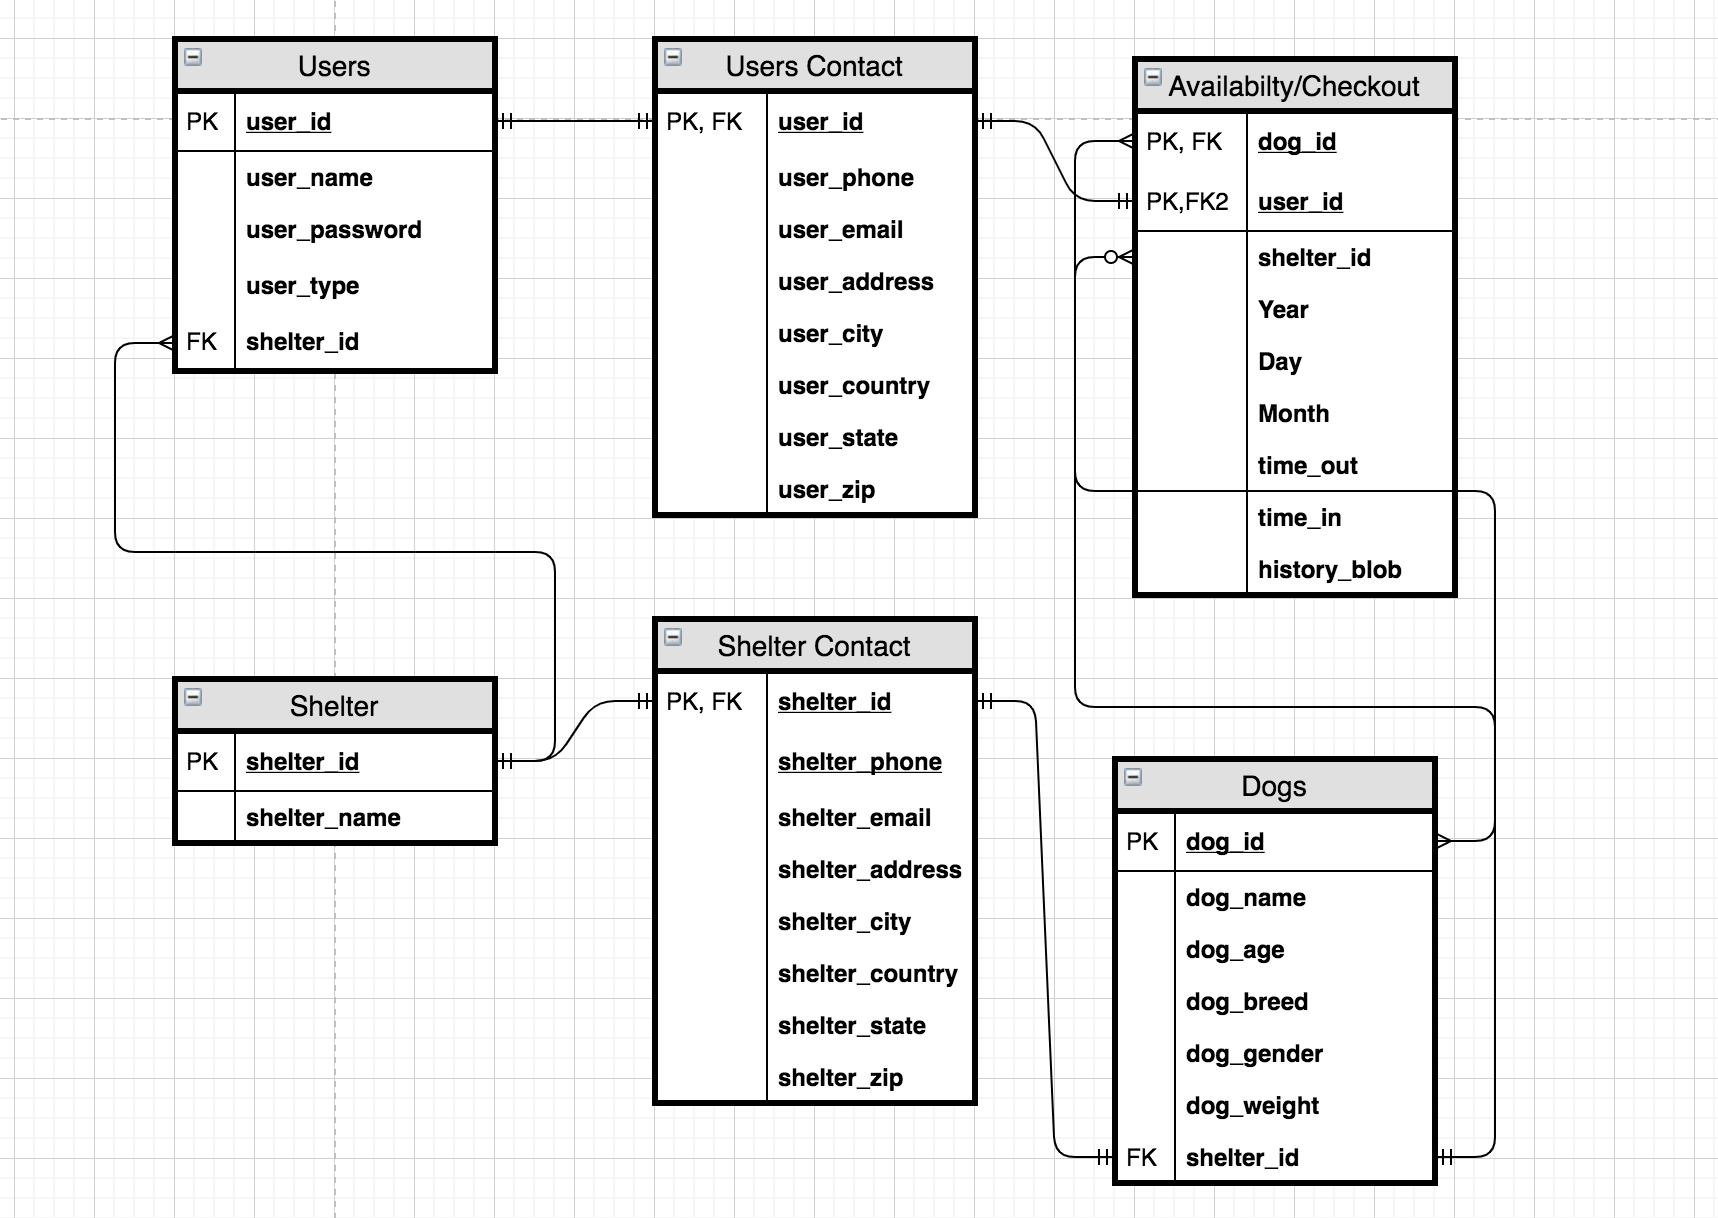 Users
PK user_id
user_name
user_password
user_type
FK shelter_id
Users Contact
PK, FK user_id
user_phone
user_email
user_address
user_city
user_country
user_state
user_zip
Availabilty/Checkout
PK, FK dog_id
PK,FK2 user_id
shelter_id
Year
Day
Month
time_out
time_in
history_blob
Shelter
PK shelter_id
shelter_name
Shelter Contact
PK, FK shelter_id
shelter_phone
shelter_email
shelter_address
shelter_city
shelter_country
shelter_state
shelter_zip
Dogs
PK dog_id
dog_name
dog_age
dog_breed
dog_gender
dog_weight
FK shelter_id